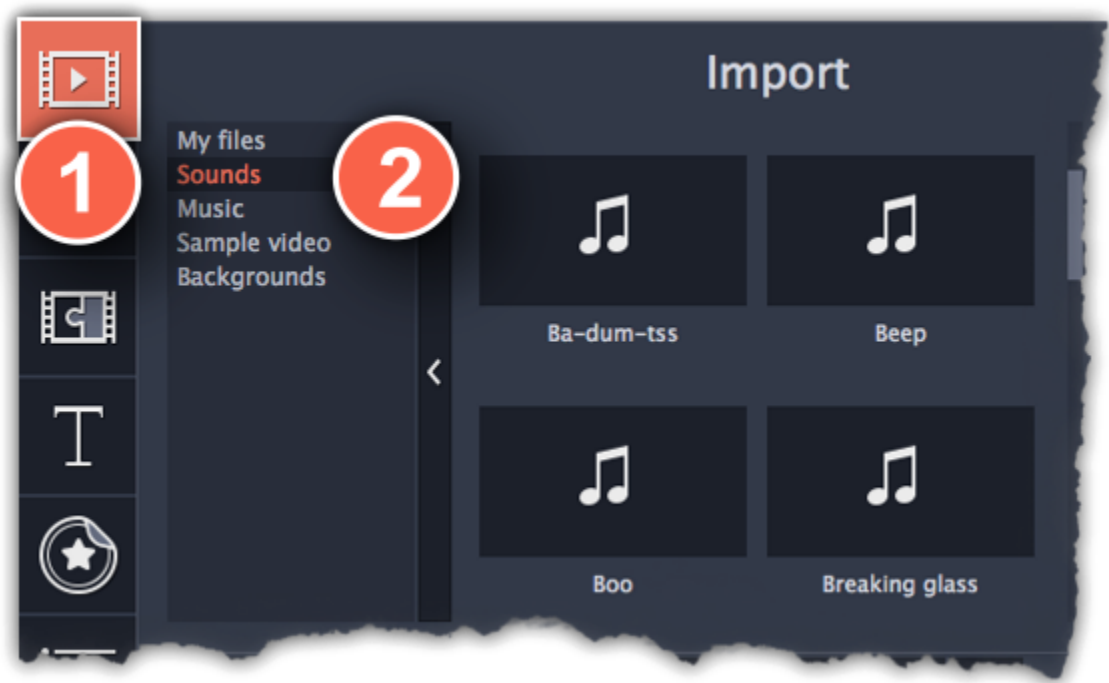 Import
1
2
My files
Sounds
Music
Sample video
Backgrounds
Ba-dum-tss
Beep
T
Boo
Breaking glass